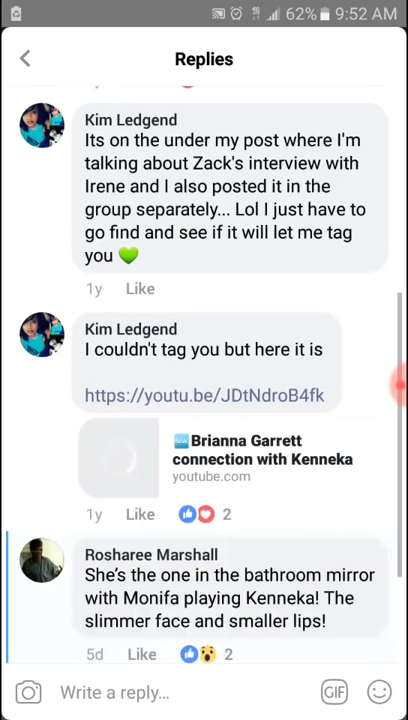 62% 9:52 AM
Replies
Kim Ledgend
Its on the under my post where I'm
talking about Zack's interview with
Irene and I also posted it in the
group separately... Lol I just have to
go find and see if it will let me tag
you 💚
1y Like
Kim Ledgend
I couldn't tag you but here it is
https://youtu.be/JDtNdroB4fk
🆕Brianna Garrett
connection with Kenneka
youtube.com
1y Like 2
Rosharee Marshall
She's the one in the bathroom mirror
with Monifa playing Kenneka! The
slimmer face and smaller lips!
5d Like 2
Write a reply...
GIF